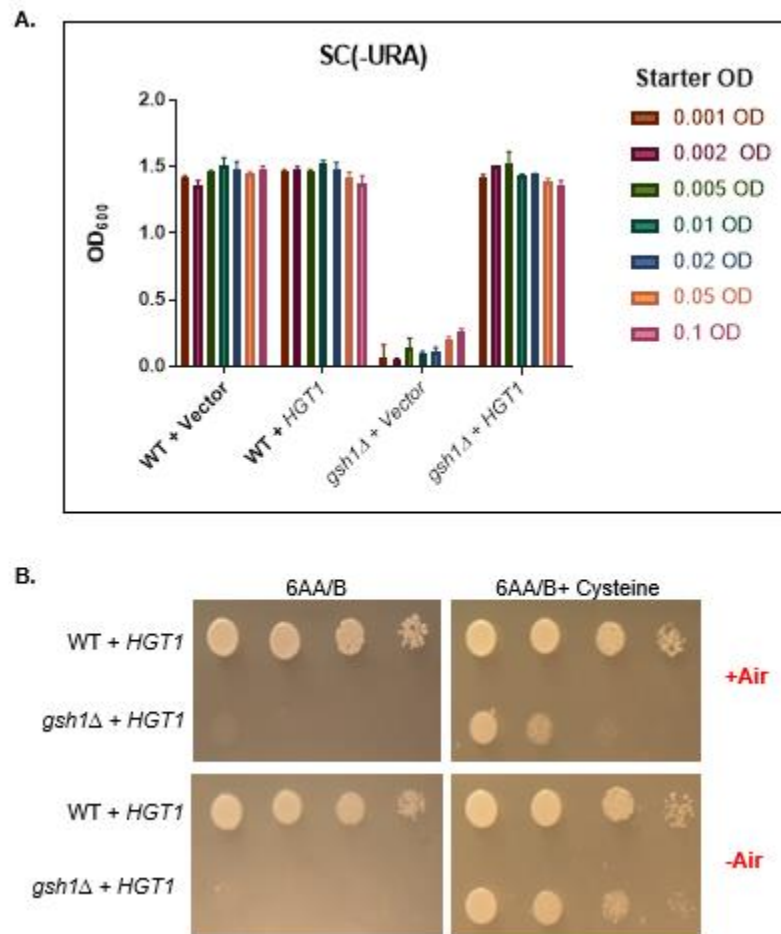 A.
SC(-URA)
OD600
2.0
1.5
1.0
0.5
0.0
WT + Vector
WT + HGT1
gsh1Δ + Vector
gsh1Δ + HGT1
Starter OD
0.001 OD
0.002 OD
0.005 OD
0.01 OD
0.02 OD
0.05 OD
0.1 OD
B.
6AA/B
6AA/B+ Cysteine
WT + HGT1
gsh1Δ + HGT1
+Air
WT + HGT1
gsh1Δ + HGT1
-Air